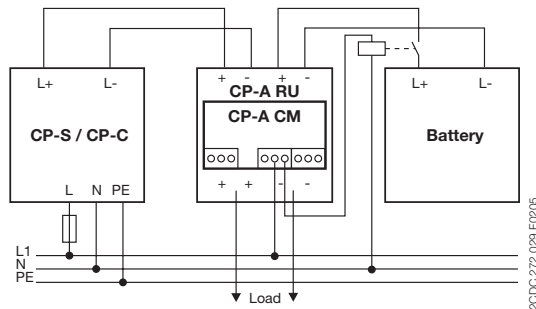 L+ L-
CP-S / CP-C
L N PE
+ - + -
CP-A RU
CP-A CM
+ + - -
L+ L-
Battery
L1
N
PE
Load
2CDC 272 029 F0205